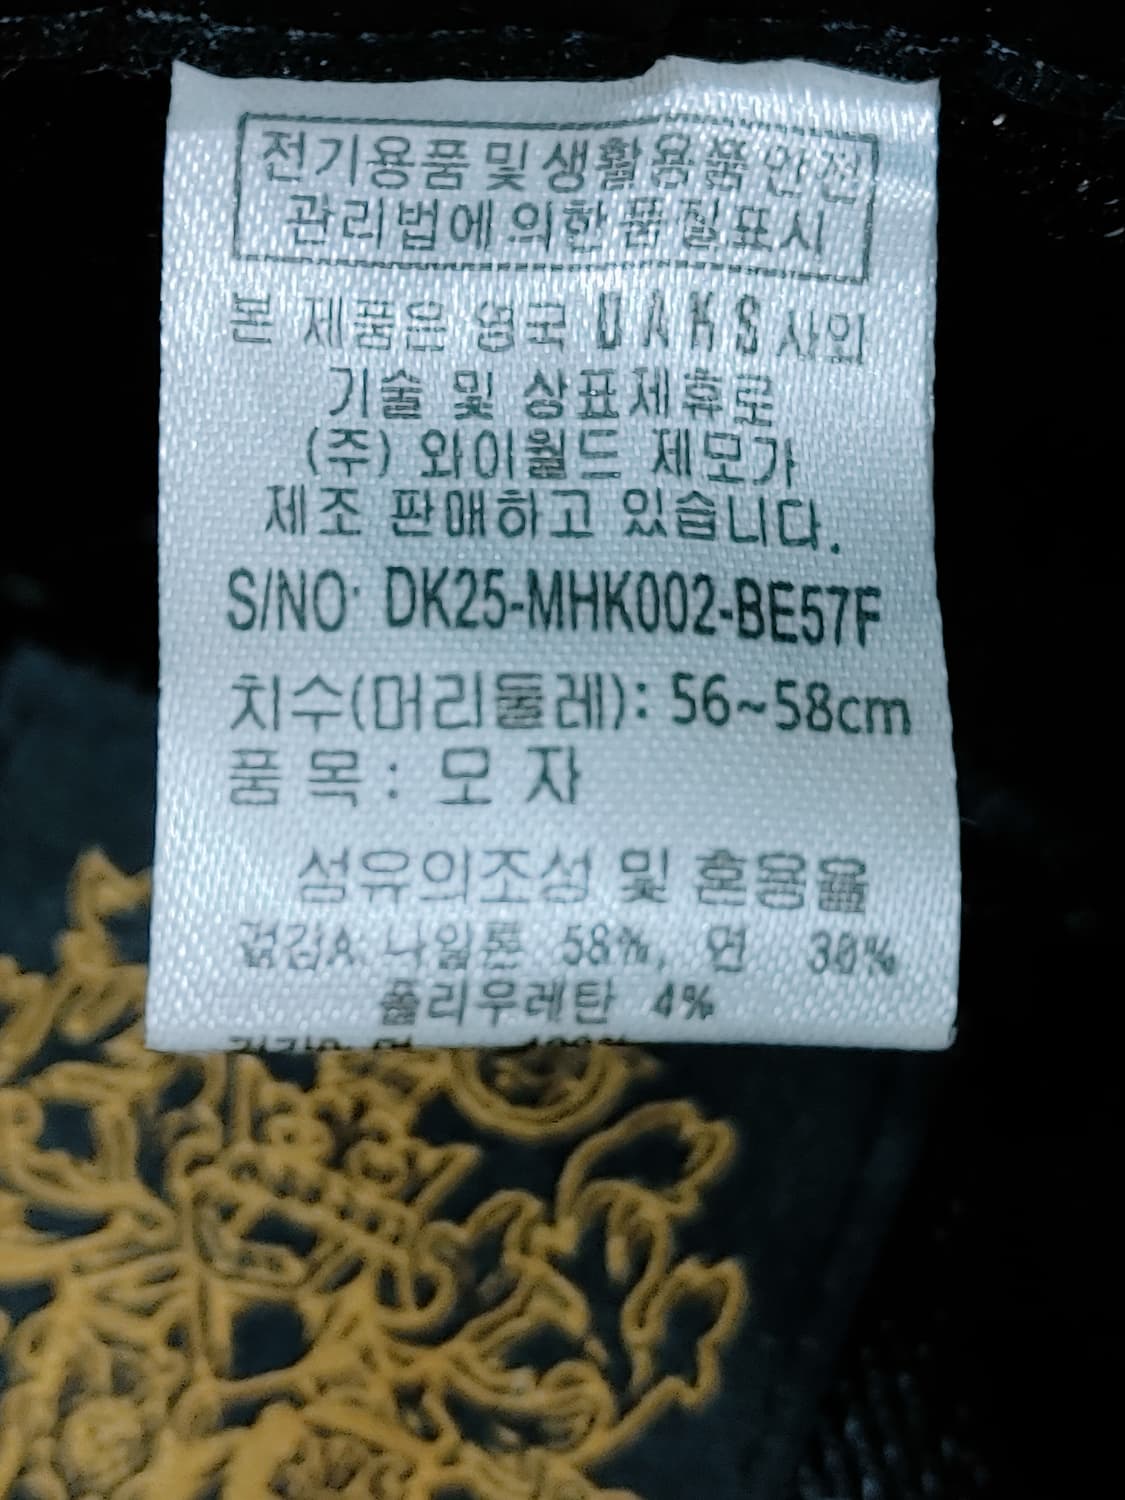 전기용품및생활용품안전
관리법에의한품질표시
본 제품은 영국 DAKS사의
기술 및 상표제휴로
(주) 와이월드 제모가
제조 판매하고 있습니다.
S/NO: DK25-MHK002-BE57F
치수(머리둘레): 56~58cm
품 목 : 모 자
섬유의조성 및 혼용율
겉감A: 나일론 58%, 면 30%
폴리우레탄 4%